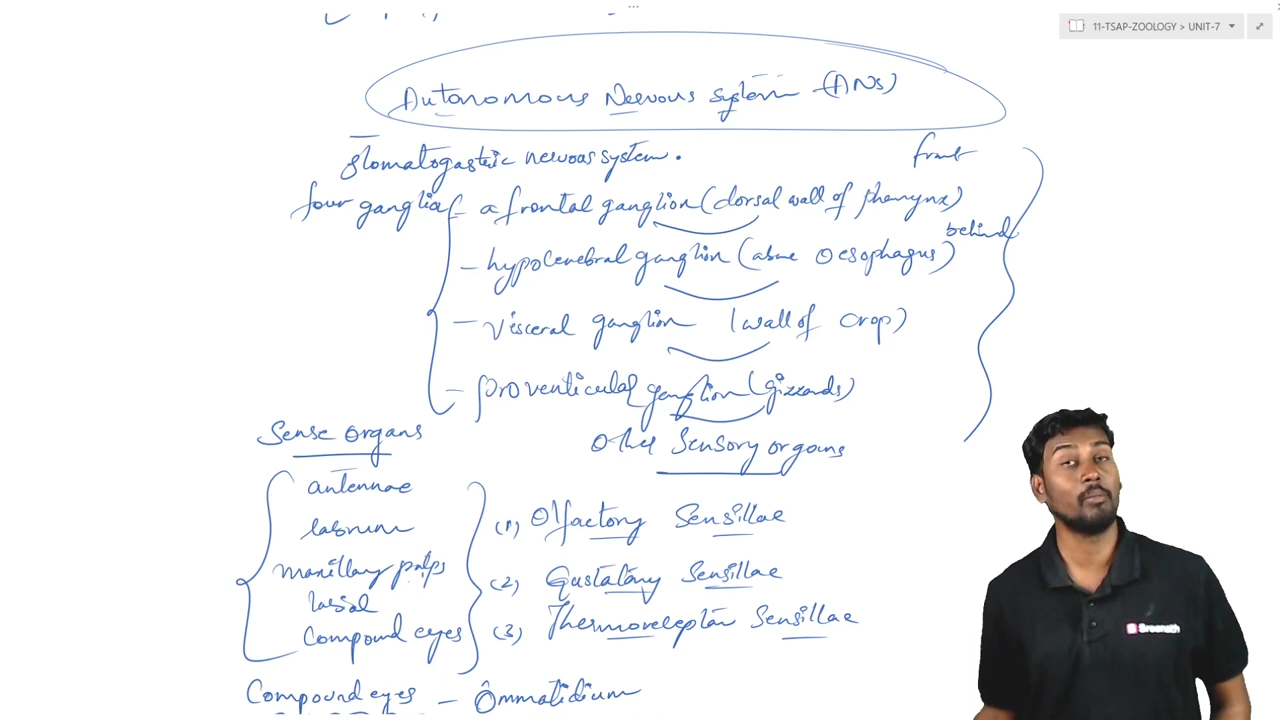 11-TSAP-ZOOLOGY > UNIT-7
Autonomous Nervous system (ANS)
stomatogastric nervous system.
front
four ganglia - a frontal ganglion (dorsal wall of pharynx)
behind
- hypocerebral ganglion (above Oesophagus)
- visceral ganglion (wall of crop)
- proventicular ganglion (gizzards)
Sense Organs
Other Sensory organs
antennae
labrum
maxillary palps
labial
Compound eyes
(1) Olfactory Sensillae
(2) Gustatory Sensillae
(3) Thermoreceptor Sensillae
Compound eyes - Ommatidium